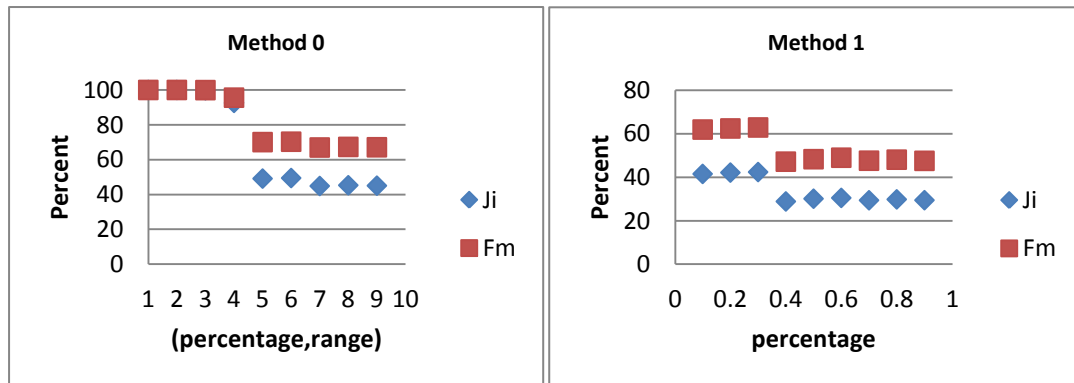 Method 0
100
80
60
40
20
0
Percent
1 2 3 4 5 6 7 8 9 10
(percentage,range)
Ji
Fm
Method 1
80
60
40
20
0
Percent
0 0.2 0.4 0.6 0.8 1
percentage
Ji
Fm